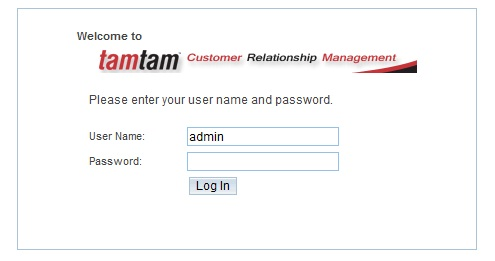 Welcome to
tamtam Customer Relationship Management
Please enter your user name and password.
User Name: admin
Password:
Log In